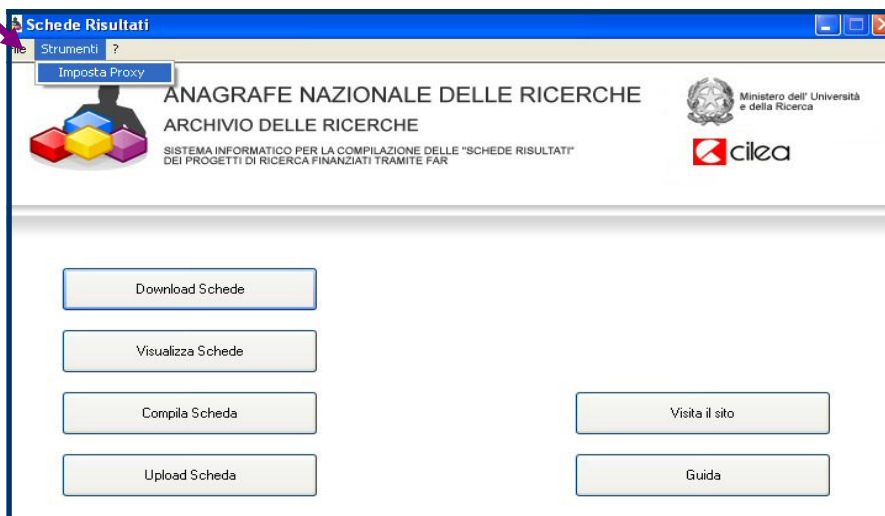 Schede Risultati
File Strumenti ?
Imposta Proxy
ANAGRAFE NAZIONALE DELLE RICERCHE
ARCHIVIO DELLE RICERCHE
SISTEMA INFORMATICO PER LA COMPILAZIONE DELLE "SCHEDE RISULTATI"
DEI PROGETTI DI RICERCA FINANZIATI TRAMITE FAR
Ministero dell' Università
e della Ricerca
cilea
Download Schede
Visualizza Schede
Compila Scheda
Visita il sito
Upload Scheda
Guida